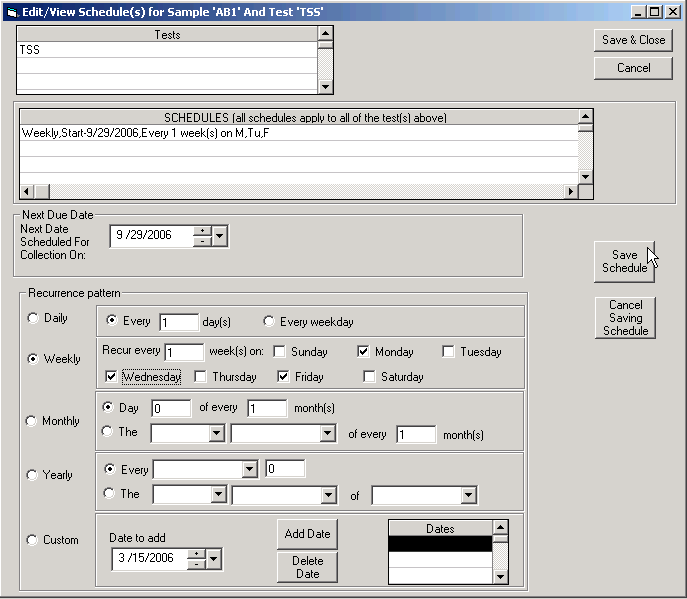 Edit/View Schedule(s) for Sample 'AB1' And Test 'TSS'
Tests
TSS
Save & Close
Cancel
SCHEDULES (all schedules apply to all of the test(s) above)
Weekly,Start-9/29/2006,Every 1 week(s) on M,Tu,F
Next Due Date
Next Date
Scheduled For
Collection On:
9 /29/2006
Save
Schedule
Cancel
Saving
Schedule
Recurrence pattern
Daily
Every 1 day(s) Every weekday
Weekly
Recur every 1 week(s) on: Sunday Monday Tuesday
Wednesday Thursday Friday Saturday
Monthly
Day 0 of every 1 month(s)
The of every 1 month(s)
Yearly
Every 0
The of
Custom
Date to add
3 /15/2006
Add Date
Delete
Date
Dates